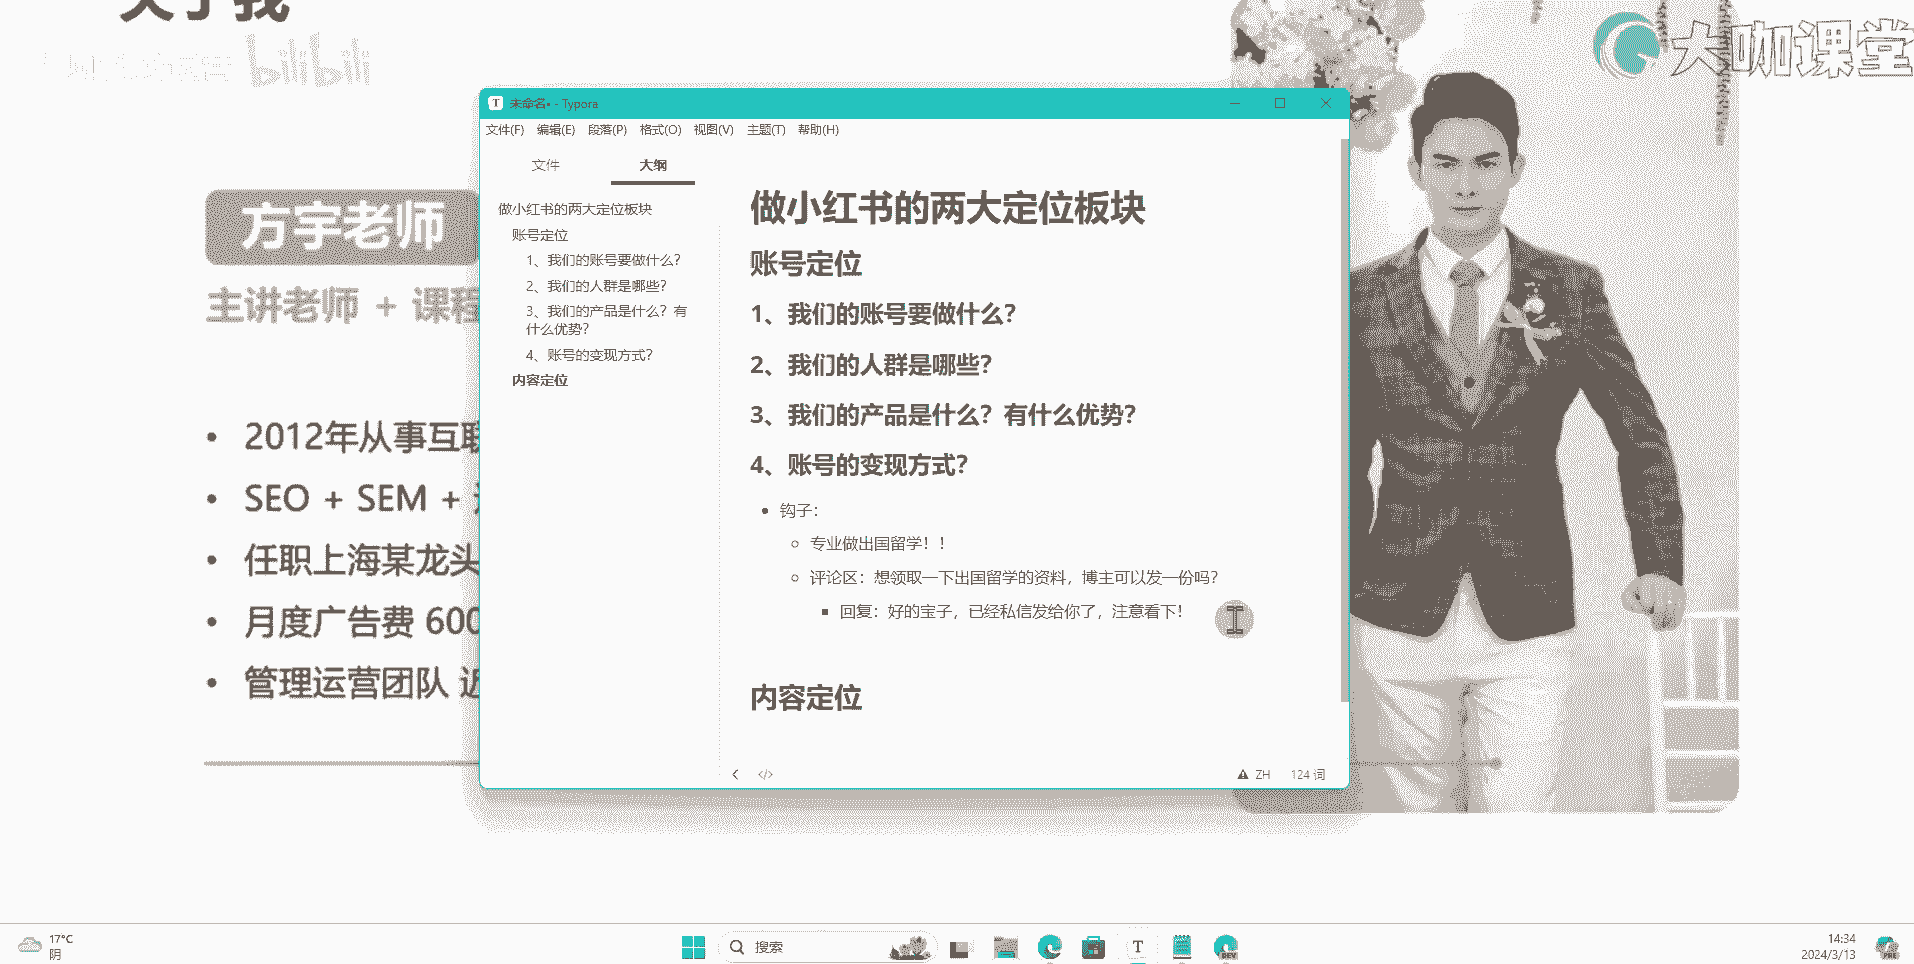 关于我
bilibili
大咖课堂
方宇老师
主讲老师 + 课程
2012年从事互联
SEO + SEM +
任职上海某龙头
月度广告费 600
管理运营团队 近
未命名• - Typora
文件(F) 编辑(E) 段落(P) 格式(O) 视图(V) 主题(T) 帮助(H)
文件 大纲
做小红书的两大定位板块
账号定位
1、我们的账号要做什么？
2、我们的人群是哪些？
3、我们的产品是什么？有
什么优势？
4、账号的变现方式？
内容定位
做小红书的两大定位板块
账号定位
1、我们的账号要做什么？
2、我们的人群是哪些？
3、我们的产品是什么？有什么优势？
4、账号的变现方式？
钩子：
专业做出国留学！！
评论区：想领取一下出国留学的资料，博主可以发一份吗？
回复：好的宝子，已经私信发给你了，注意看下！
内容定位
ZH 124 词
17°C
阴
搜索
T
DEV
14:34
2024/3/13
PRE